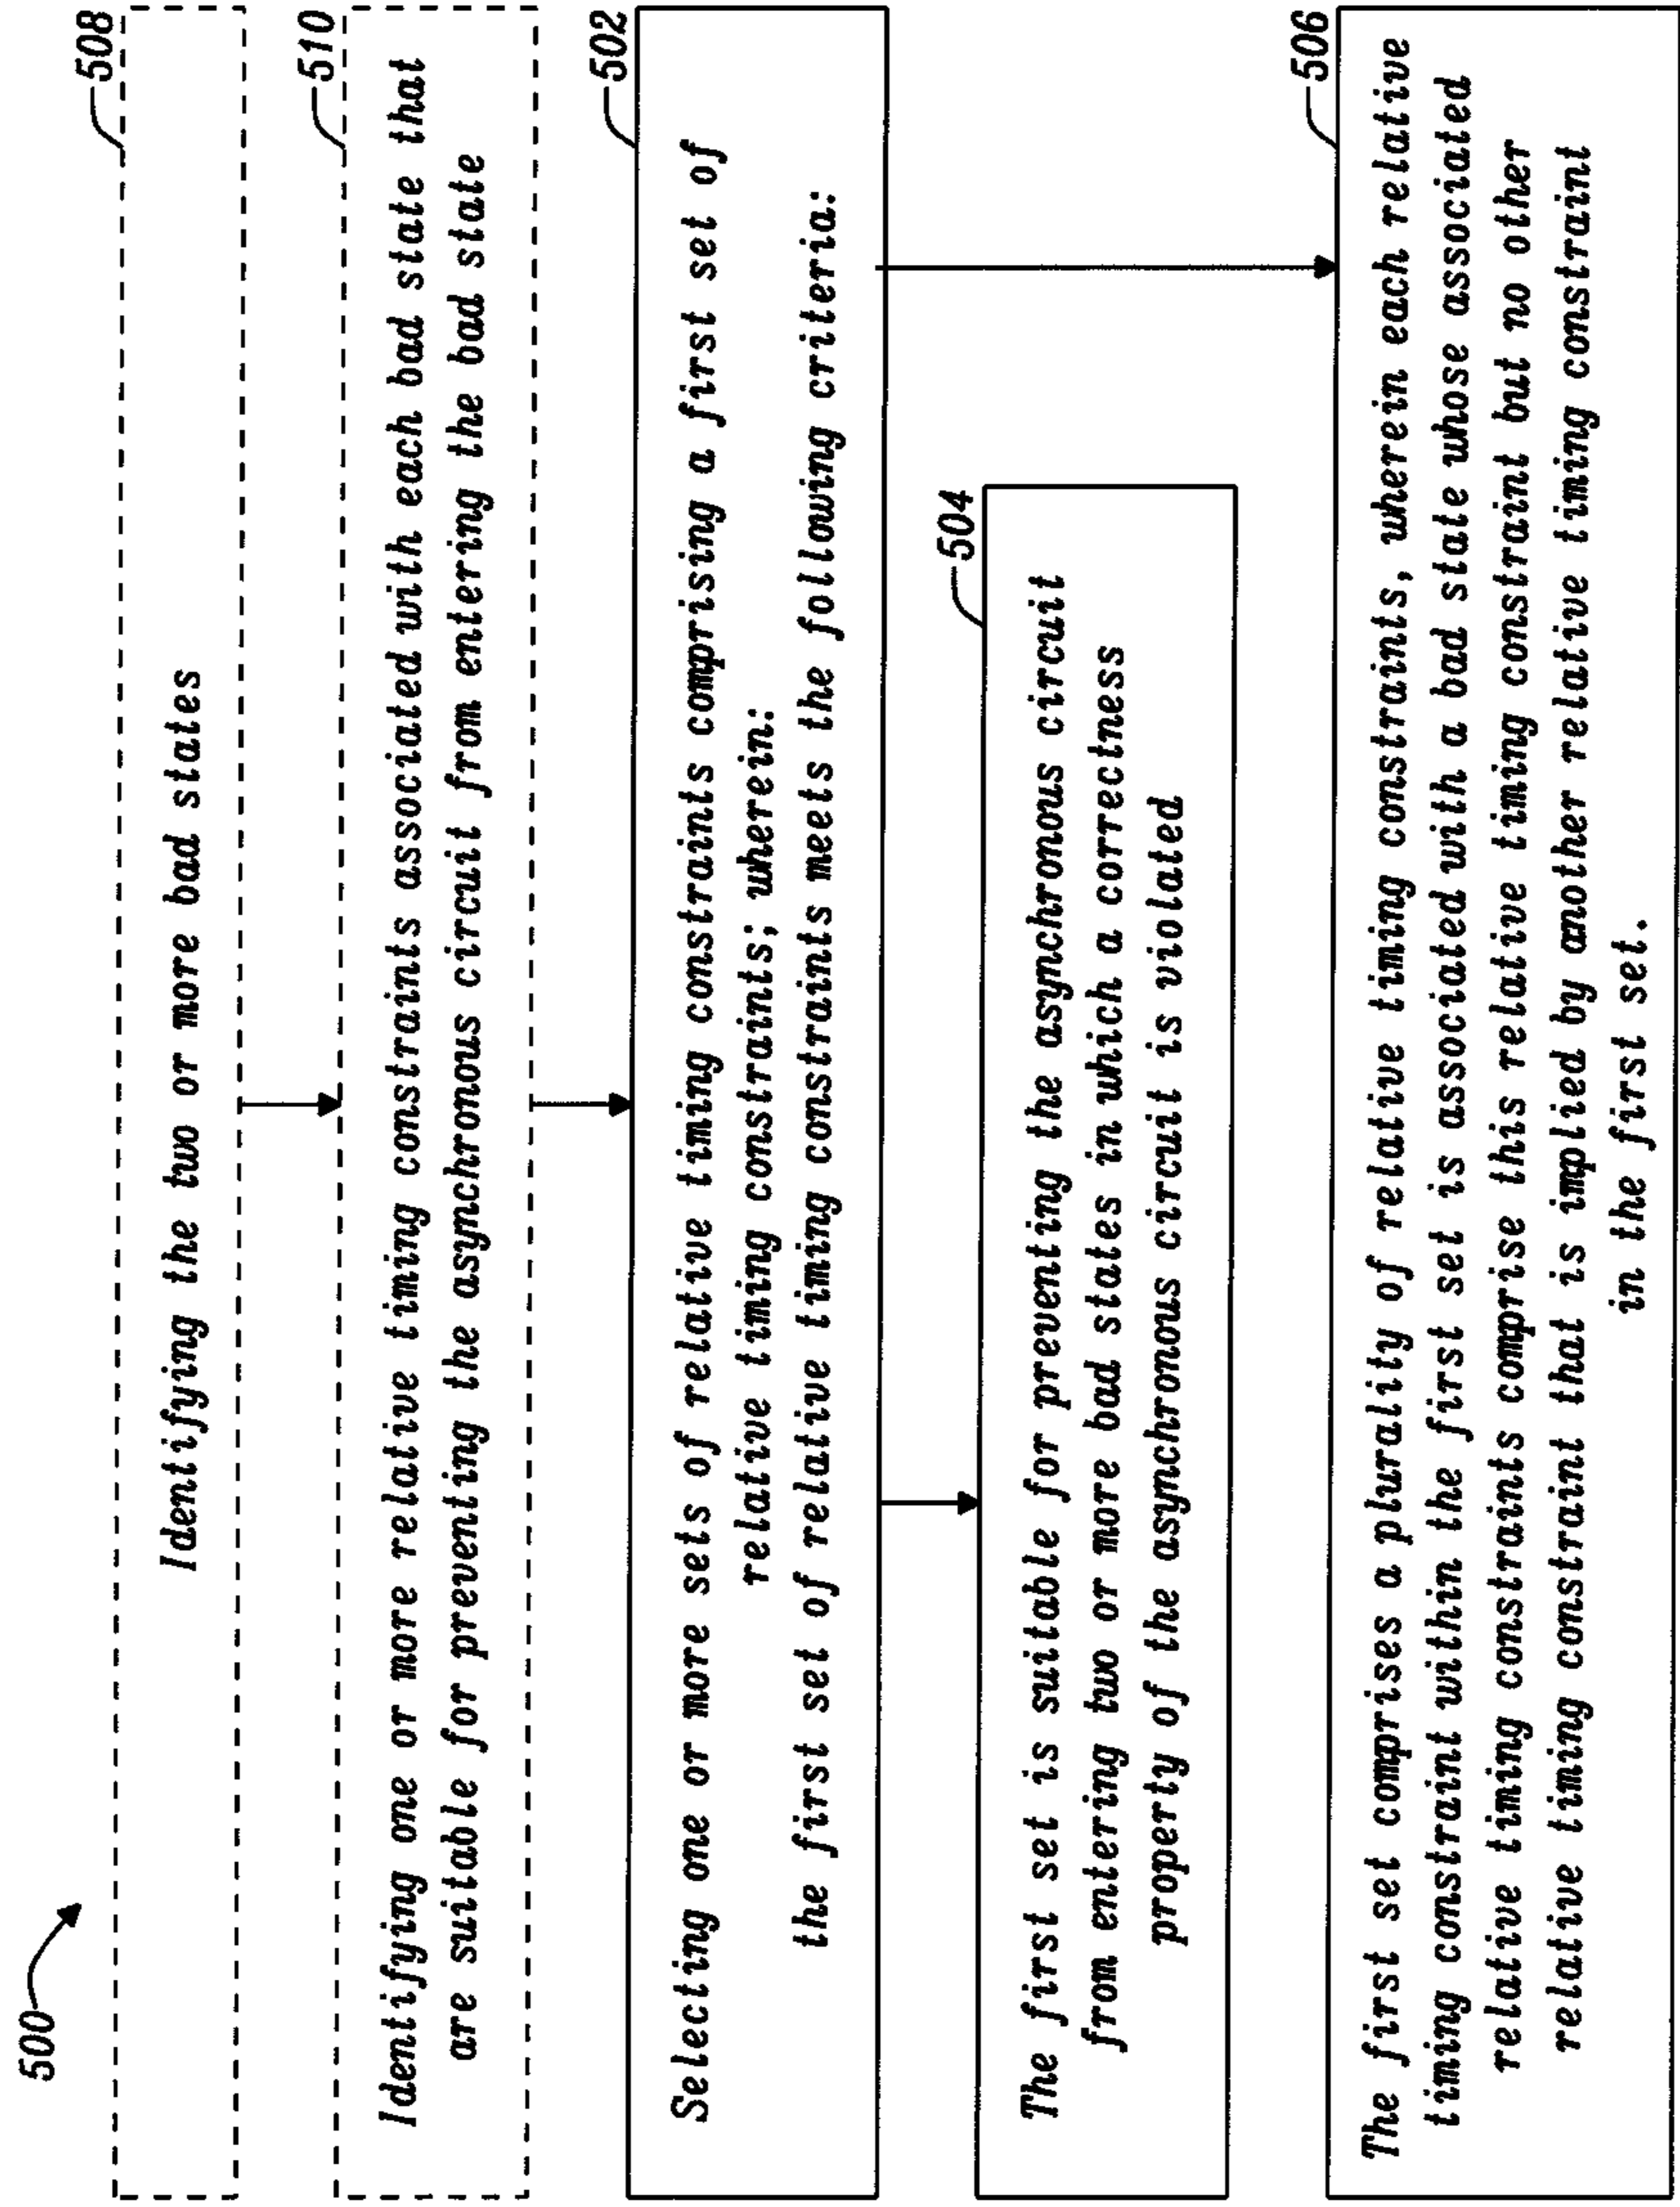 500
508
Identifying the two or more bad states
510
Identifying one or more relative timing constraints associated with each bad state that
are suitable for preventing the asynchronous circuit from entering the bad state
502
Selecting one or more sets of relative timing constraints comprising a first set of
relative timing constraints; wherein:
the first set of relative timing constraints meets the following criteria:
504
The first set is suitable for preventing the asynchronous circuit
from entering two or more bad states in which a correctness
property of the asynchronous circuit is violated
506
The first set comprises a plurality of relative timing constraints, wherein each relative
timing constraint within the first set is associated with a bad state whose associated
relative timing constraints comprise this relative timing constraint but no other
relative timing constraint that is implied by another relative timing constraint
in the first set.